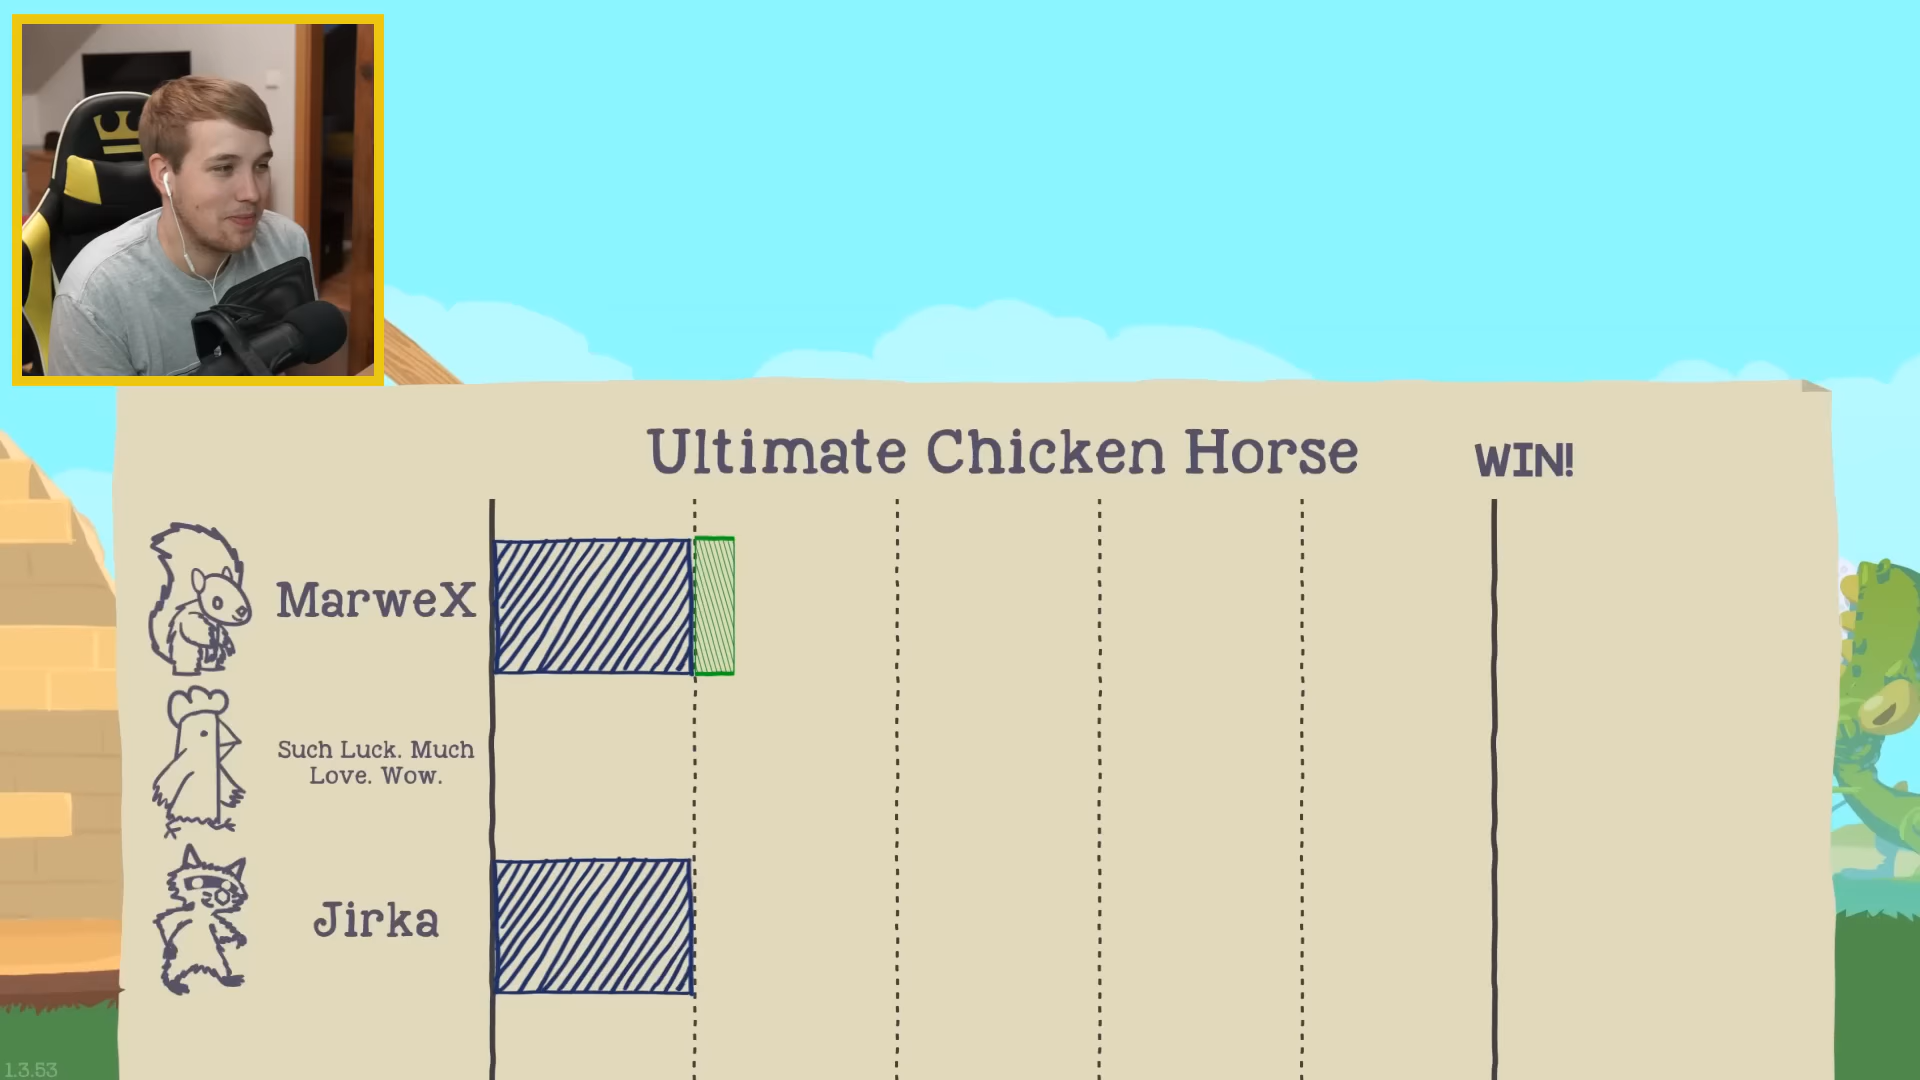 Ultimate Chicken Horse
WIN!
MarweX
Such Luck. Much
Love. Wow.
Jirka
1.3.53